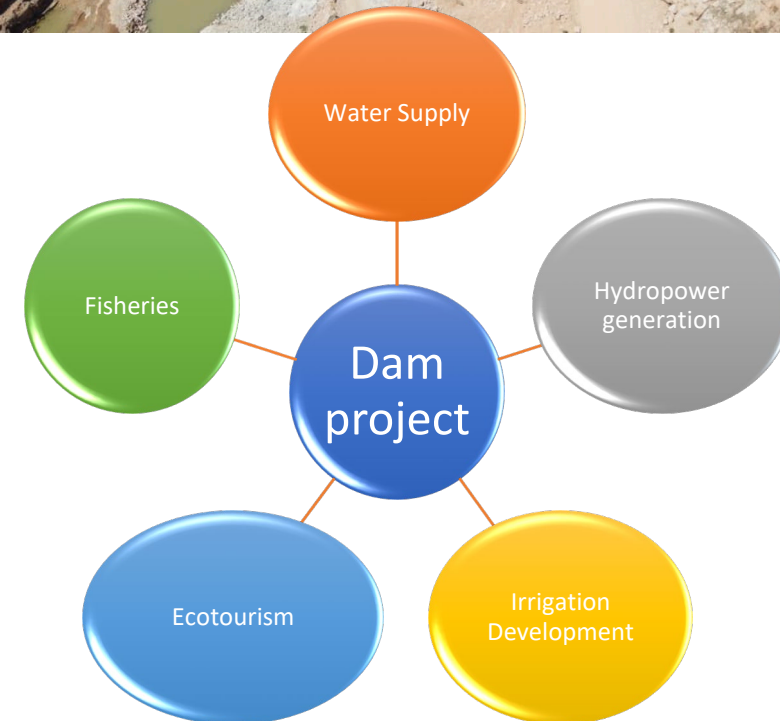 Water Supply
Hydropower
generation
Fisheries
Dam
project
Irrigation
Development
Ecotourism